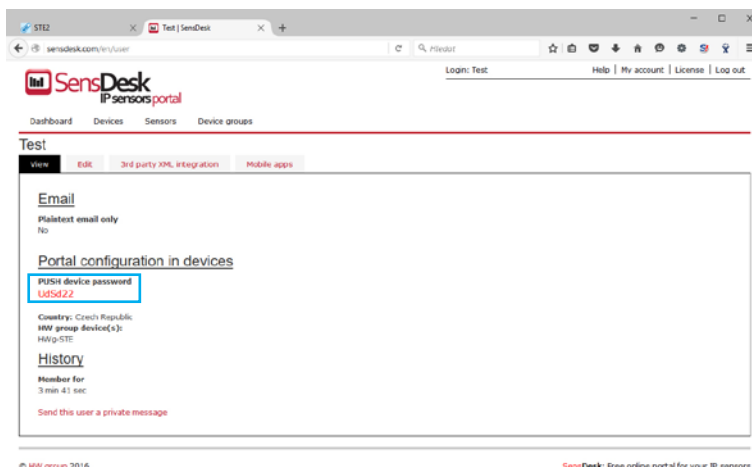 STE2
Test | SensDesk
sensdesk.com/en/user
Hledat
SensDesk
IP sensors portal
Login: Test
Help | My account | License | Log out
Dashboard Devices Sensors Device groups
Test
View Edit 3rd party XML integration Mobile apps
Email
Plaintext email only
No
Portal configuration in devices
PUSH device password
UdSd22
Country: Czech Republic
HW group device(s):
HWg-STE
History
Member for
3 min 41 sec
Send this user a private message
© HW group 2016
SensDesk: Free online portal for your IP sensors